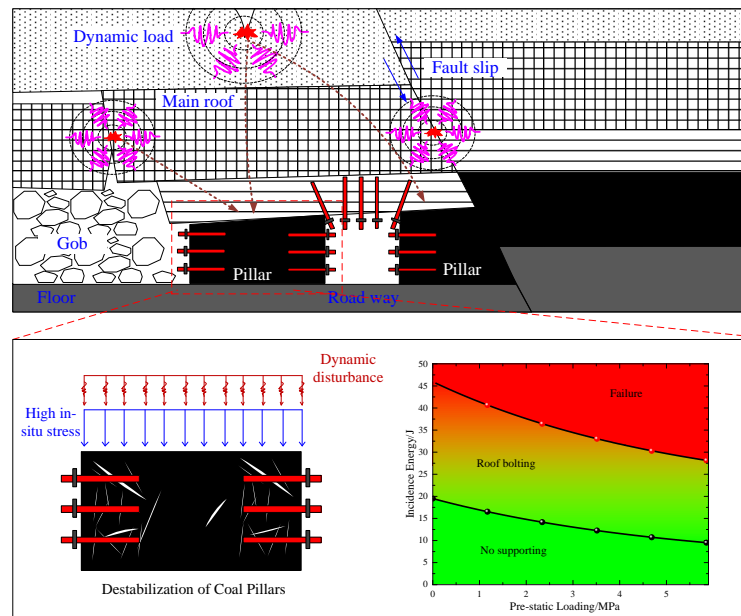 Dynamic load
Fault slip
Main roof
Gob
Pillar
Pillar
Floor
Road way
Dynamic
disturbance
High in-
situ stress
Destabilization of Coal Pillars
50
45
40
35
30
25
20
15
10
5
0
Incidence Energy/J
Failure
Roof bolting
No supporting
0
1
2
3
4
5
Pre-static Loading/MPa